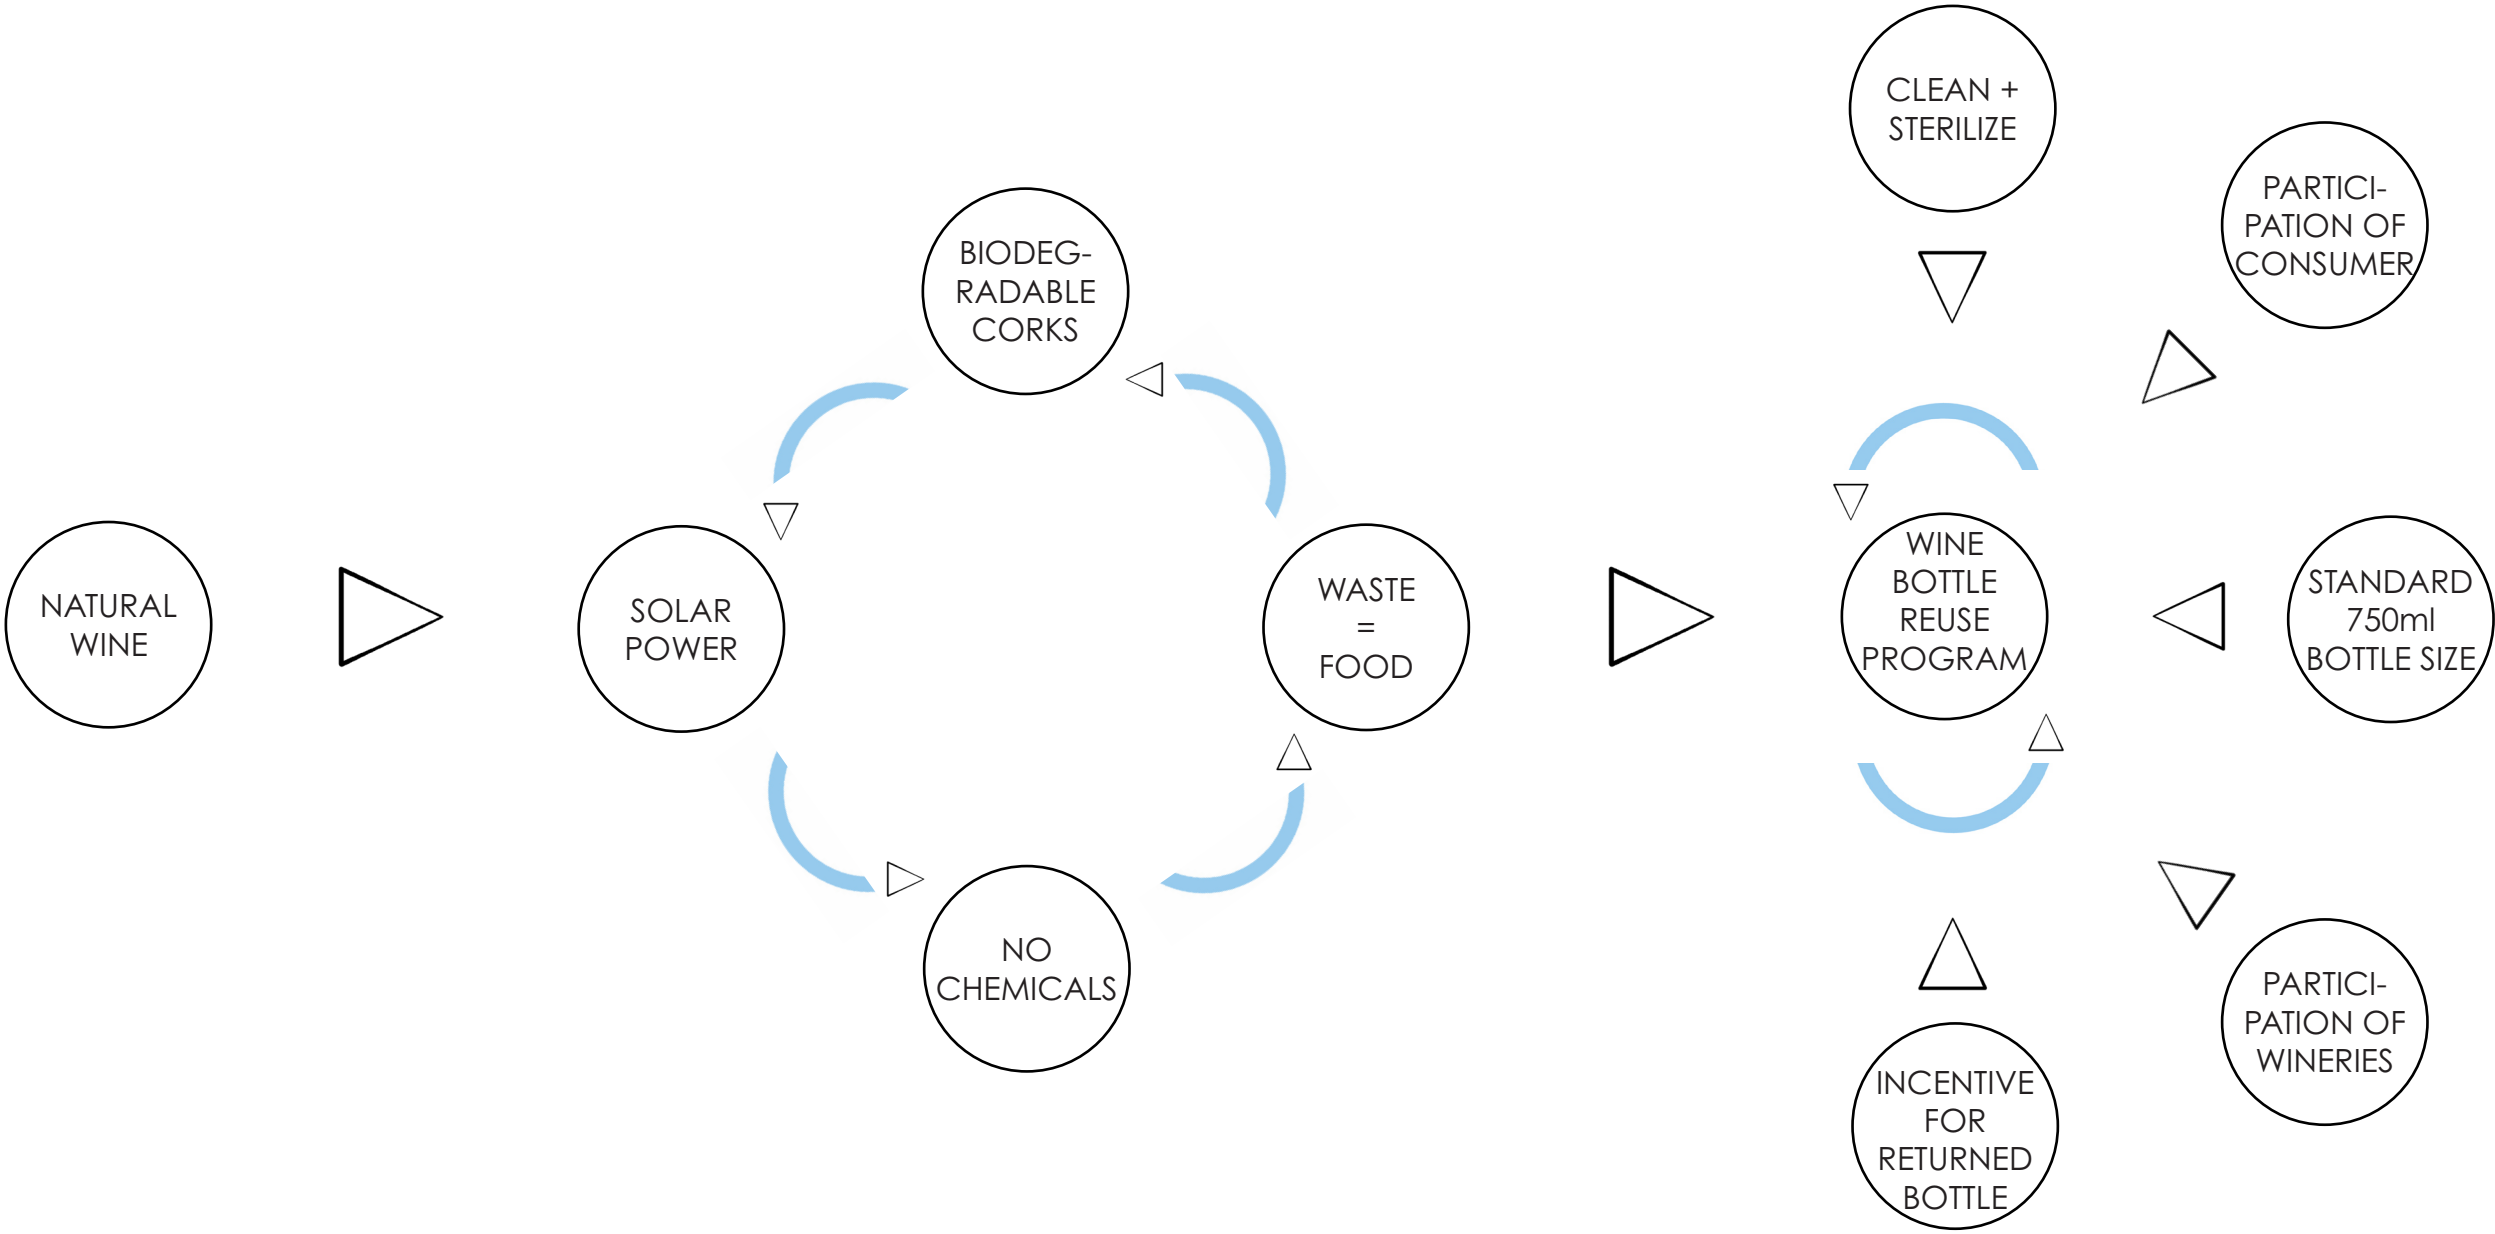 NATURAL
WINE
BIODEG-
RADABLE
CORKS
SOLAR
POWER
WASTE
=
FOOD
NO
CHEMICALS
CLEAN +
STERILIZE
PARTICI-
PATION OF
CONSUMER
WINE
BOTTLE
REUSE
PROGRAM
STANDARD
750ml
BOTTLE SIZE
PARTICI-
PATION OF
WINERIES
INCENTIVE
FOR
RETURNED
BOTTLE